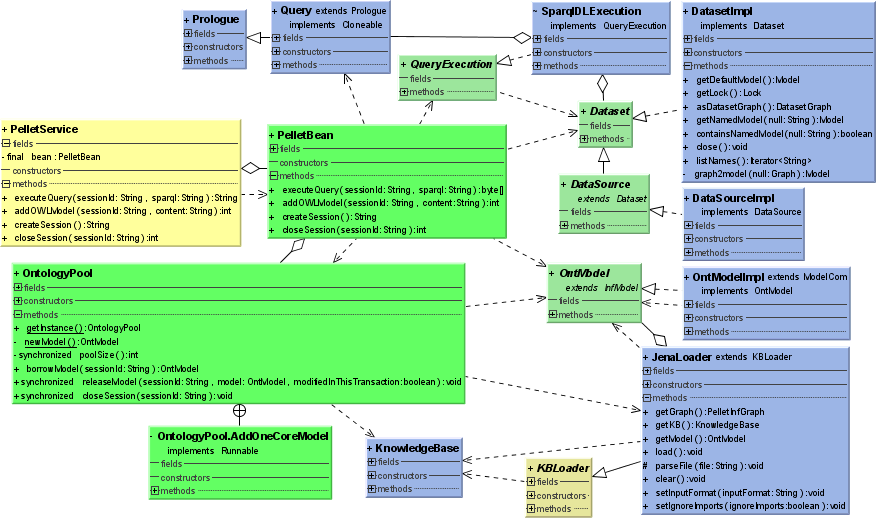 + Prologue
fields
constructors
methods
+ Query extends Prologue
implements Cloneable
fields
constructors
methods
~ SparqlDLExecution
implements QueryExecution
fields
constructors
methods
+ DatasetImpl
implements Dataset
fields
constructors
methods
+ getDefaultModel():Model
+ getLock():Lock
+ asDatasetGraph():DatasetGraph
+ getNamedModel(null:String):Model
+ containsNamedModel(null:String):boolean
+ close():void
+ listNames():Iterator<String>
- graph2model(null:Graph):Model
+ QueryExecution
fields
methods
+ Dataset
fields
methods
+ PelletService
fields
- final bean:PelletBean
constructors
methods
+ executeQuery(sessionId:String, sparql:String):String
+ addOWLModel(sessionId:String, content:String):int
+ createSession():String
+ closeSession(sessionId:String):int
+ PelletBean
fields
constructors
methods
+ executeQuery(sessionId:String, sparql:String):byte[]
+ addOWLModel(sessionId:String, content:String):int
+ createSession():String
+ closeSession(sessionId:String):int
+ DataSource
extends Dataset
fields
methods
+ DataSourceImpl
implements DataSource
fields
constructors
methods
+ OntologyPool
fields
constructors
methods
+ getInstance():OntologyPool
- newModel():OntModel
- synchronized poolSize():int
+ borrowModel(sessionId:String):OntModel
+ synchronized releaseModel(sessionId:String, model:OntModel, modifiedInThisTransaction:boolean):void
+ synchronized closeSession(sessionId:String):void
+ OntModel
extends InfModel
fields
methods
+ OntModelImpl extends ModelCom
implements OntModel
fields
constructors
methods
+ JenaLoader extends KBLoader
fields
constructors
methods
+ getGraph():PelletInfGraph
+ getKB():KnowledgeBase
+ getModel():OntModel
+ load():void
# parseFile(file:String):void
+ clear():void
+ setInputFormat(inputFormat:String):void
+ setIgnoreImports(ignoreImports:boolean):void
- OntologyPool.AddOneCoreModel
implements Runnable
fields
constructors
methods
+ KnowledgeBase
fields
constructors
methods
+ KBLoader
fields
constructors
methods